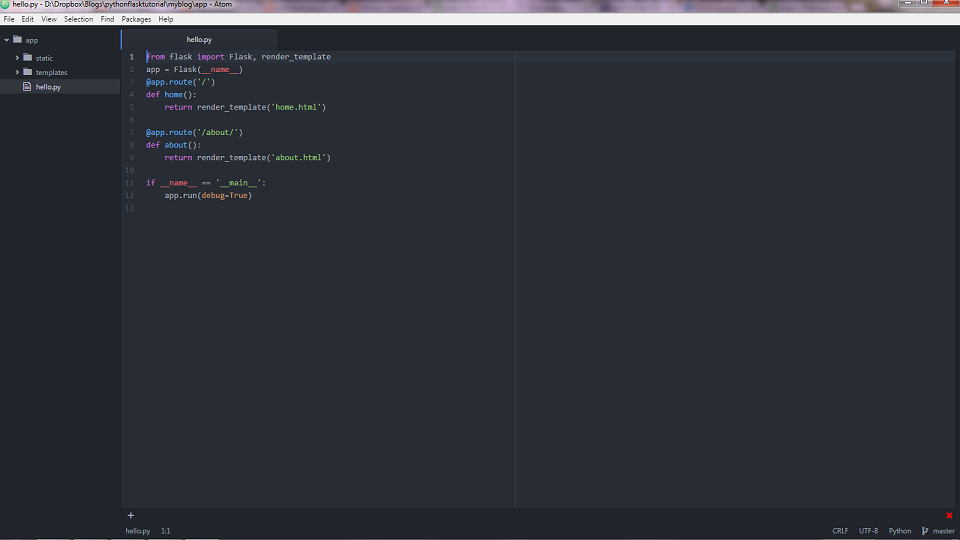 hello.py - D:\Dropbox\Blogs\pythonflasktutorial\myblog\app - Atom
File Edit View Selection Find Packages Help
app
static
templates
hello.py
hello.py
1 from flask import Flask, render_template
2 app = Flask(__name__)
3 @app.route('/')
4 def home():
5     return render_template('home.html')
6
7 @app.route('/about/')
8 def about():
9     return render_template('about.html')
10
11 if __name__ == '__main__':
12     app.run(debug=True)
13
hello.py 1:1 CRLF UTF-8 Python master